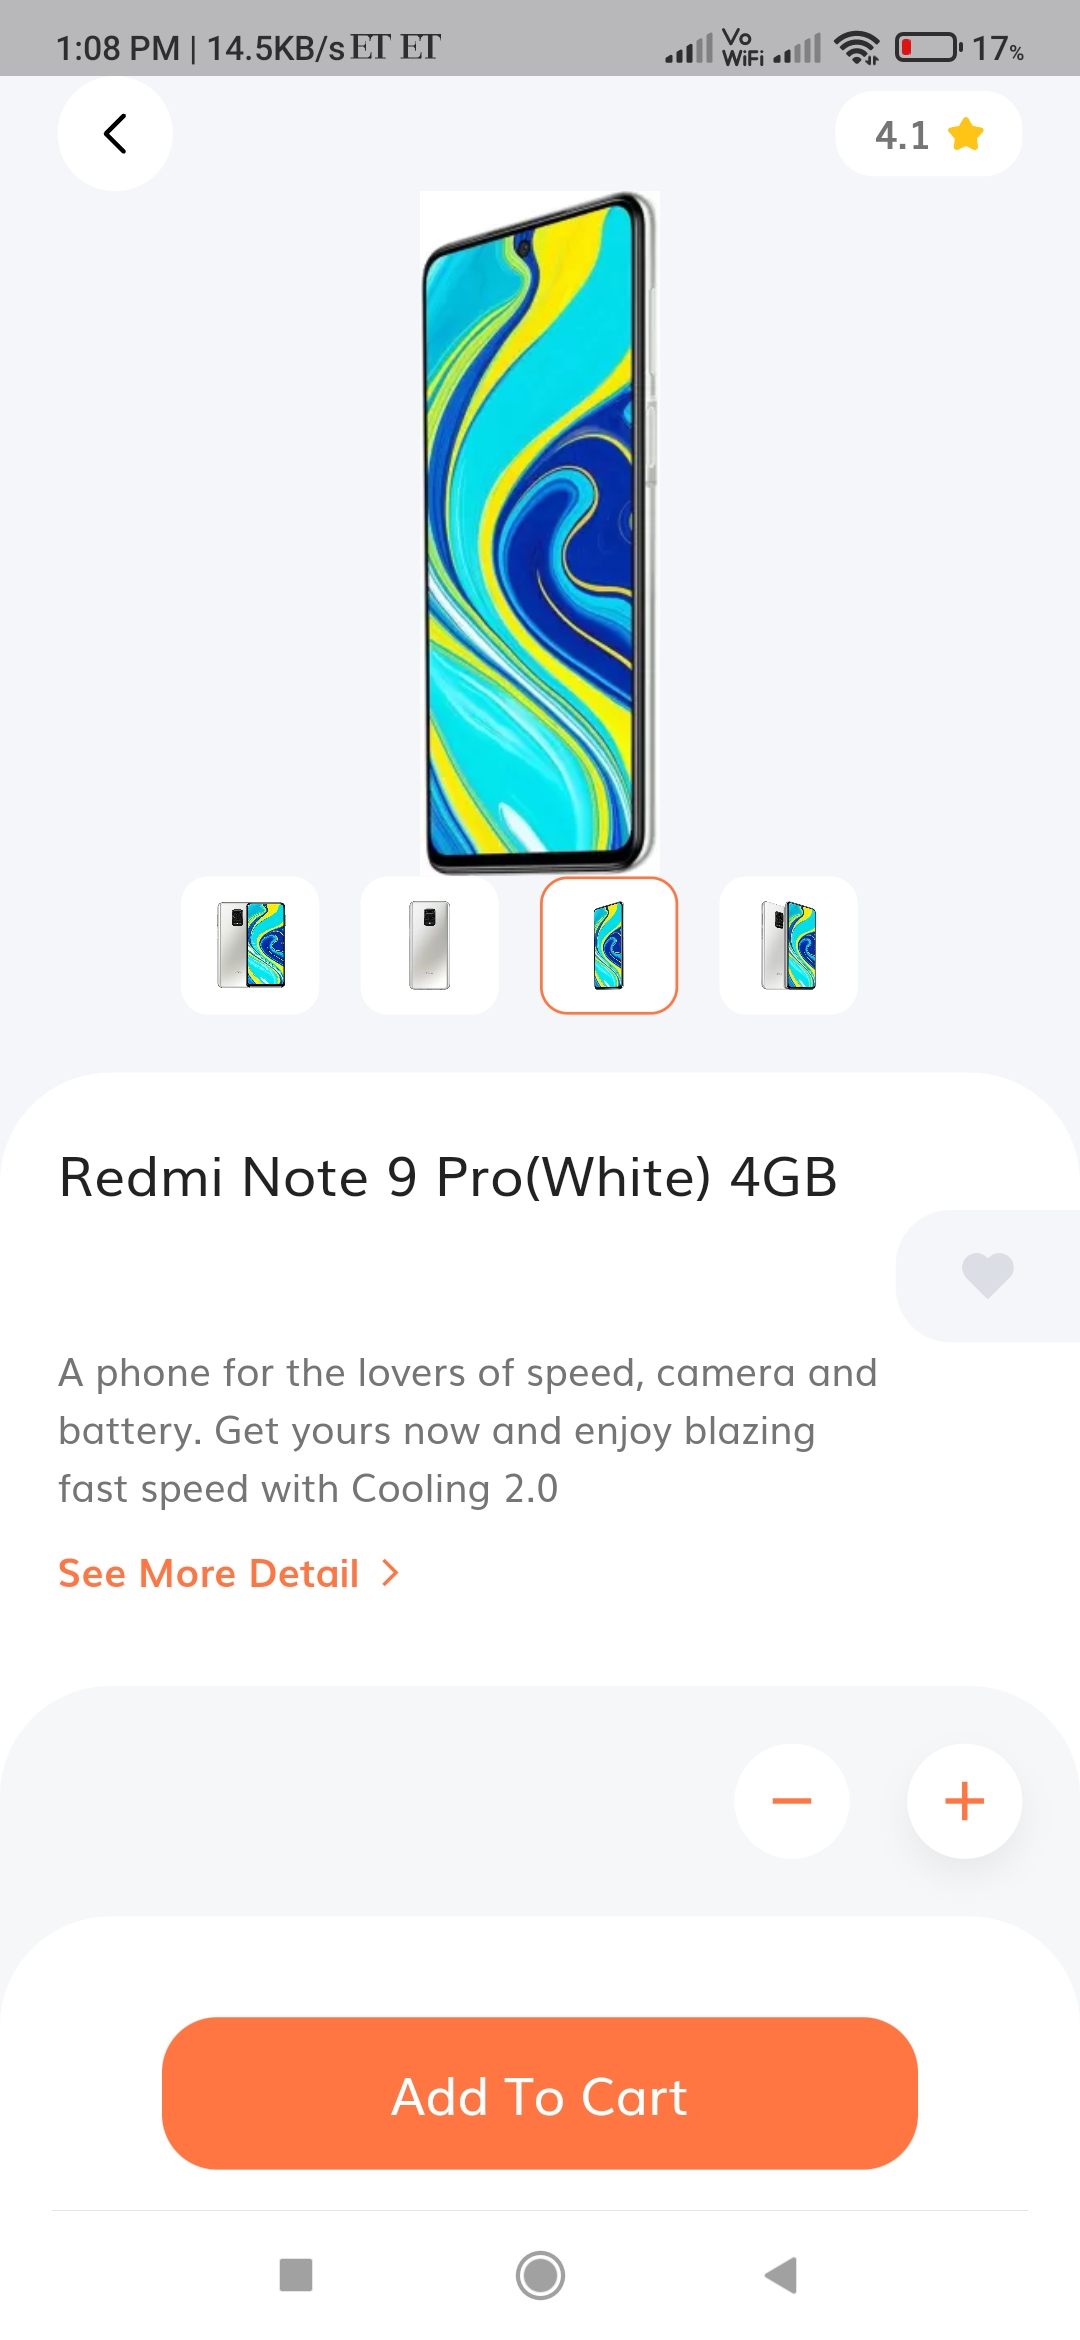 1:08 PM | 14.5KB/s ET ET Vo WiFi 17%
4.1
Redmi Note 9 Pro(White) 4GB
A phone for the lovers of speed, camera and
battery. Get yours now and enjoy blazing
fast speed with Cooling 2.0
See More Detail >
Add To Cart